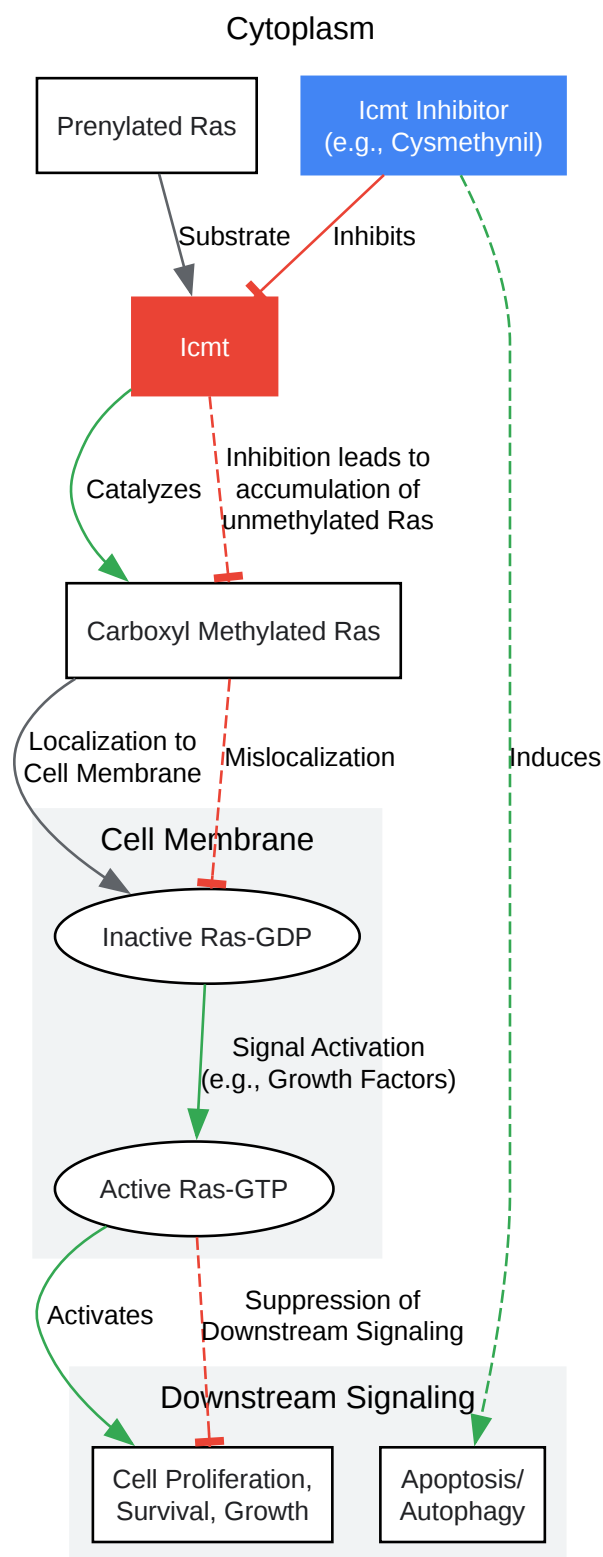 Cytoplasm
Prenylated Ras
Icmt Inhibitor
(e.g., Cysmethynil)
Substrate
Inhibits
Icmt
Catalyzes
Inhibition leads to
accumulation of
unmethylated Ras
Carboxyl Methylated Ras
Localization to
Cell Membrane
Mislocalization
Induces
Cell Membrane
Inactive Ras-GDP
Signal Activation
(e.g., Growth Factors)
Active Ras-GTP
Activates
Suppression of
Downstream Signaling
Downstream Signaling
Cell Proliferation,
Survival, Growth
Apoptosis/
Autophagy